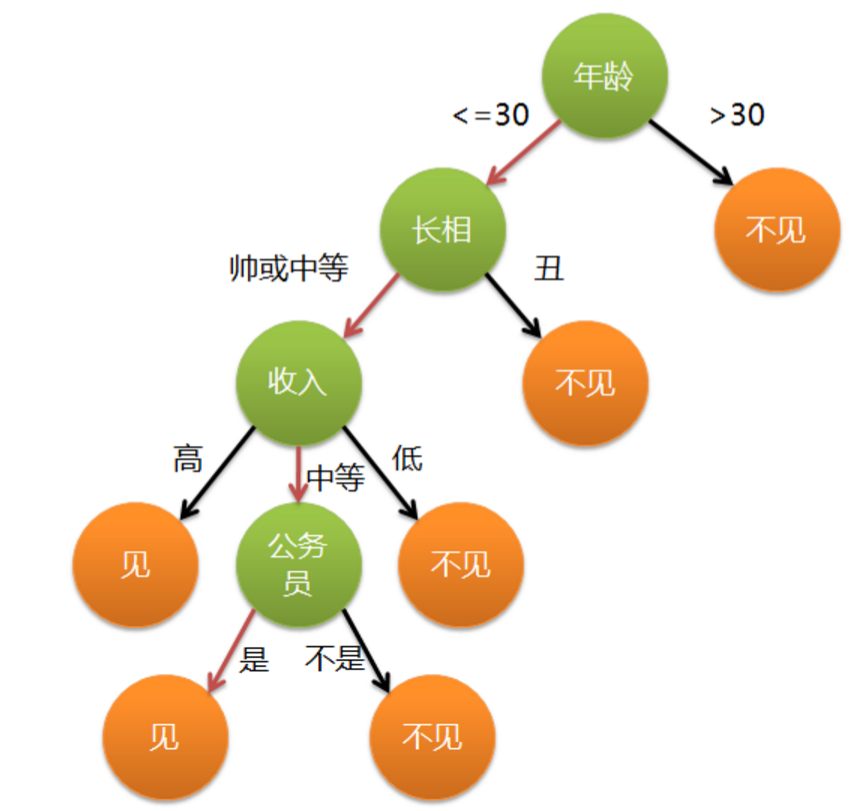 年龄
<=30
>30
长相
不见
帅或中等
丑
收入
不见
高
中等
低
见
公务
员
不见
是
不是
见
不见